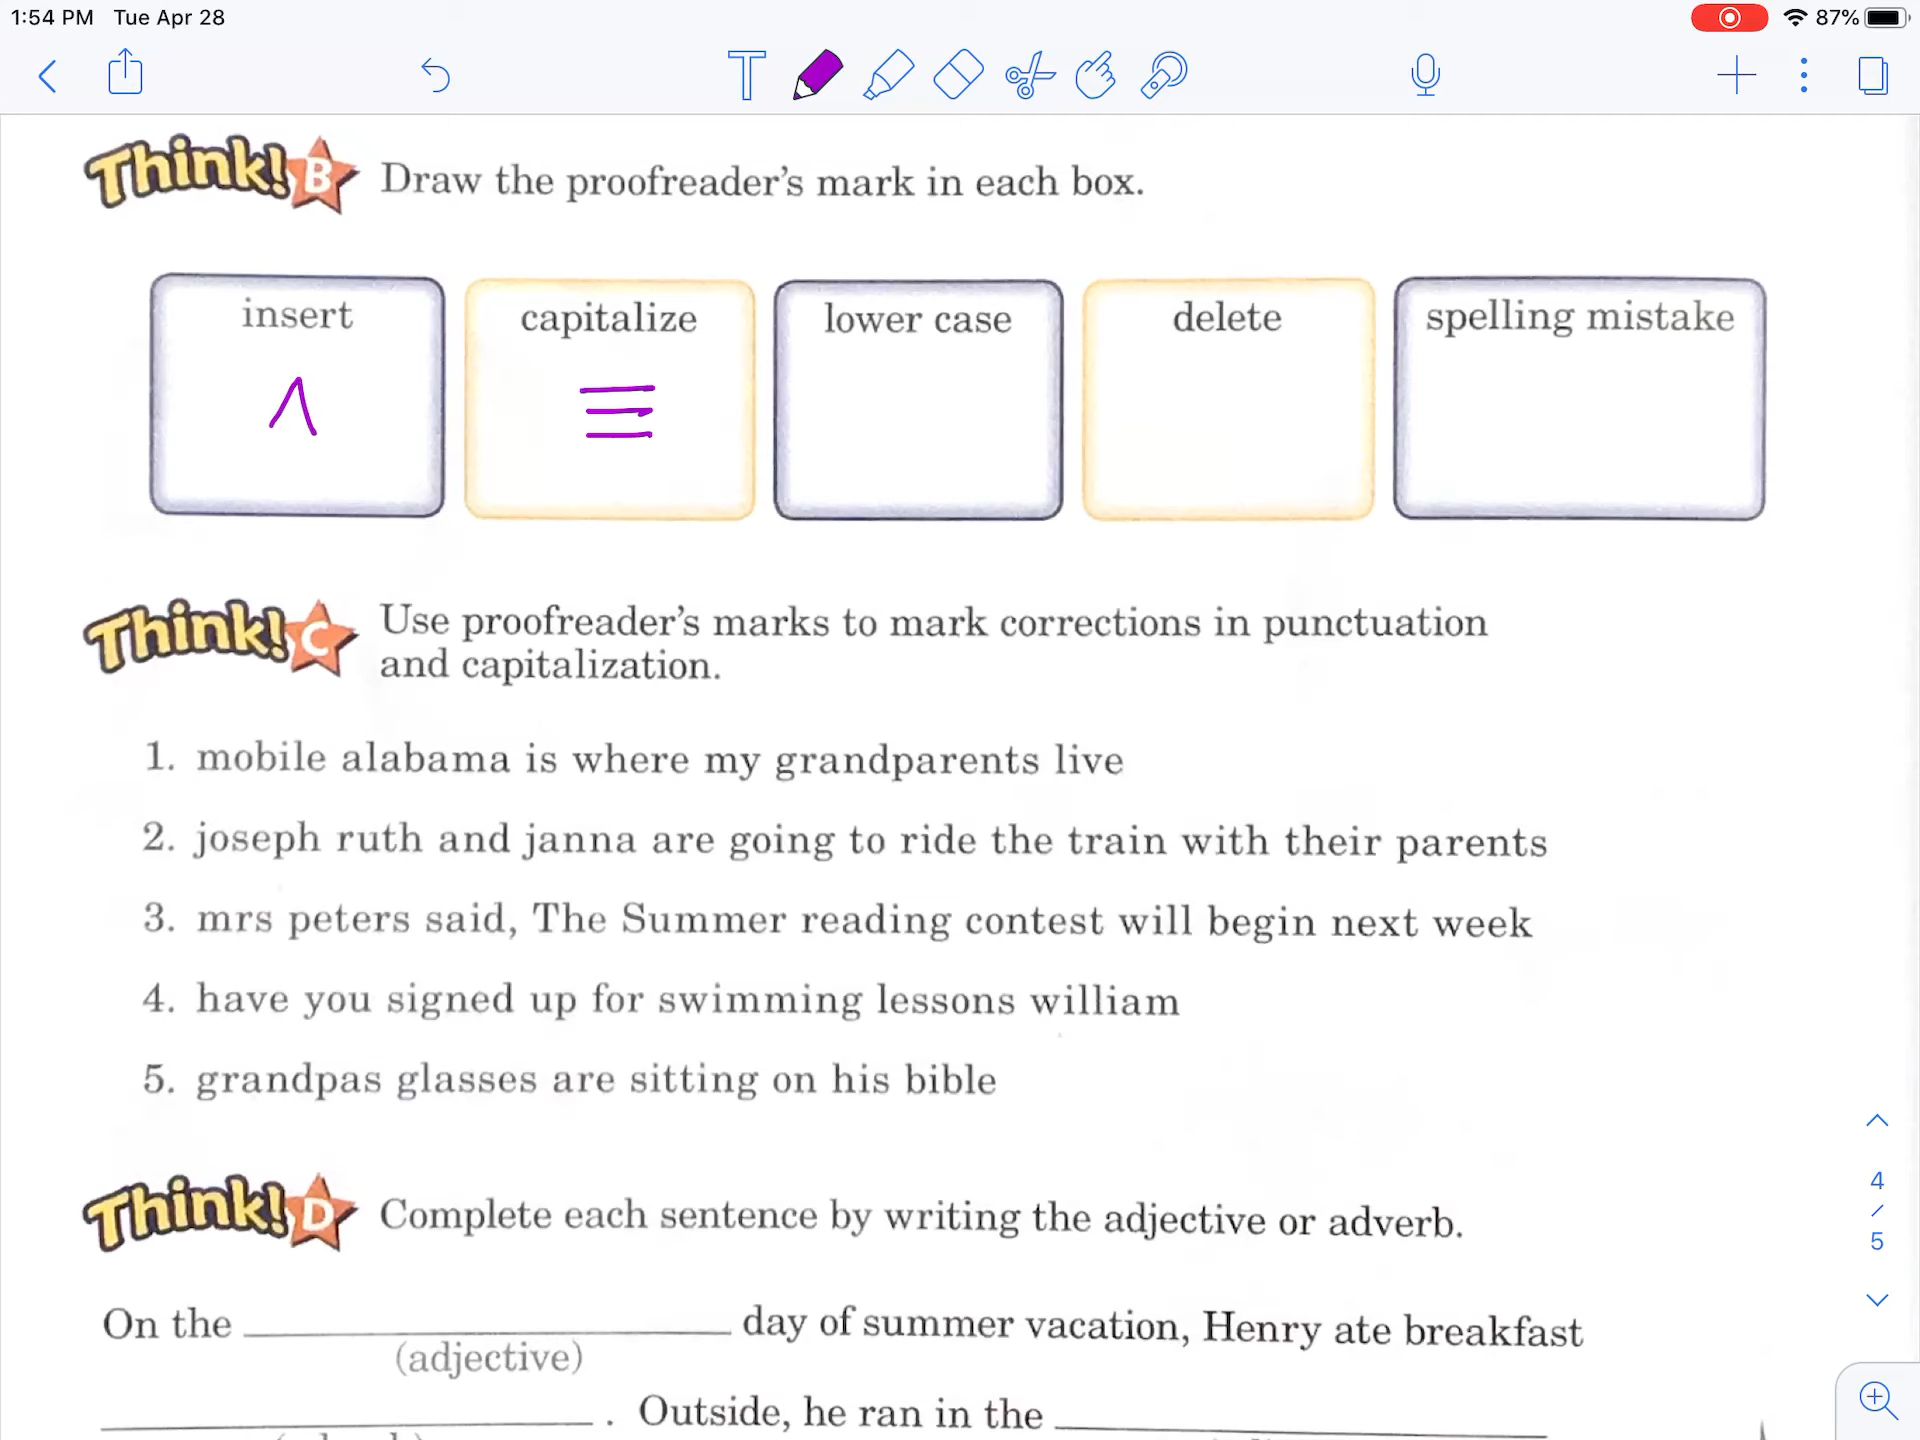 1:54 PM Tue Apr 28 87%
T
Think! B Draw the proofreader's mark in each box.
insert capitalize lower case delete spelling mistake
Think! C Use proofreader's marks to mark corrections in punctuation
and capitalization.
1. mobile alabama is where my grandparents live
2. joseph ruth and janna are going to ride the train with their parents
3. mrs peters said, The Summer reading contest will begin next week
4. have you signed up for swimming lessons william
5. grandpas glasses are sitting on his bible
4
/
5
Think! D Complete each sentence by writing the adjective or adverb.
On the ____ day of summer vacation, Henry ate breakfast
(adjective)
____. Outside, he ran in the ____